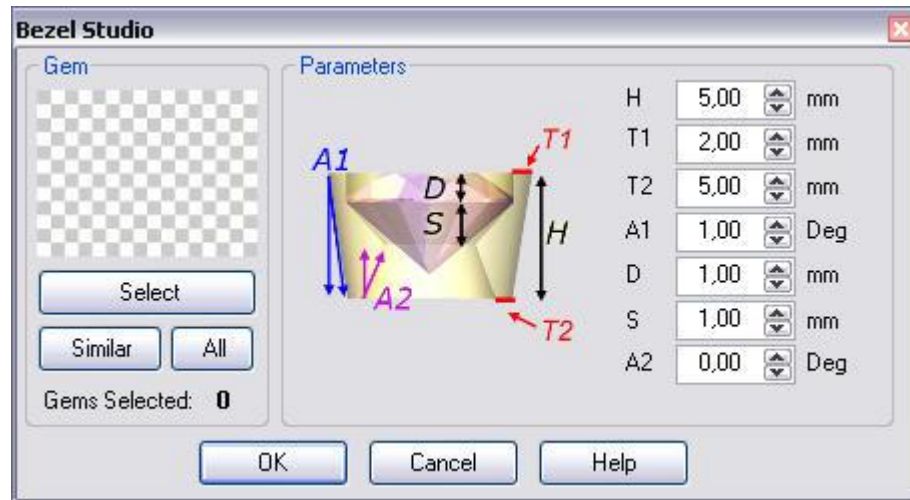 Bezel Studio
Gem
Select
Similar
All
Gems Selected: 0
Parameters
A1
T1
D
S
H
A2
T2
H 5,00 mm
T1 2,00 mm
T2 5,00 mm
A1 1,00 Deg
D 1,00 mm
S 1,00 mm
A2 0,00 Deg
OK
Cancel
Help